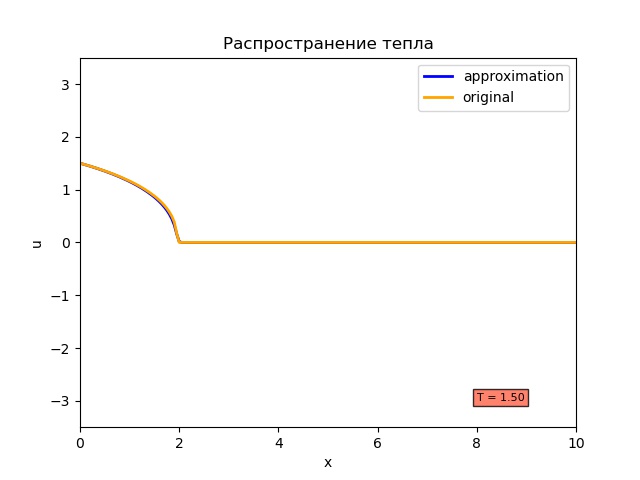 Распространение тепла
approximation
original
3
2
1
0
−1
−2
−3
u
T = 1.50
0
2
4
6
8
10
x